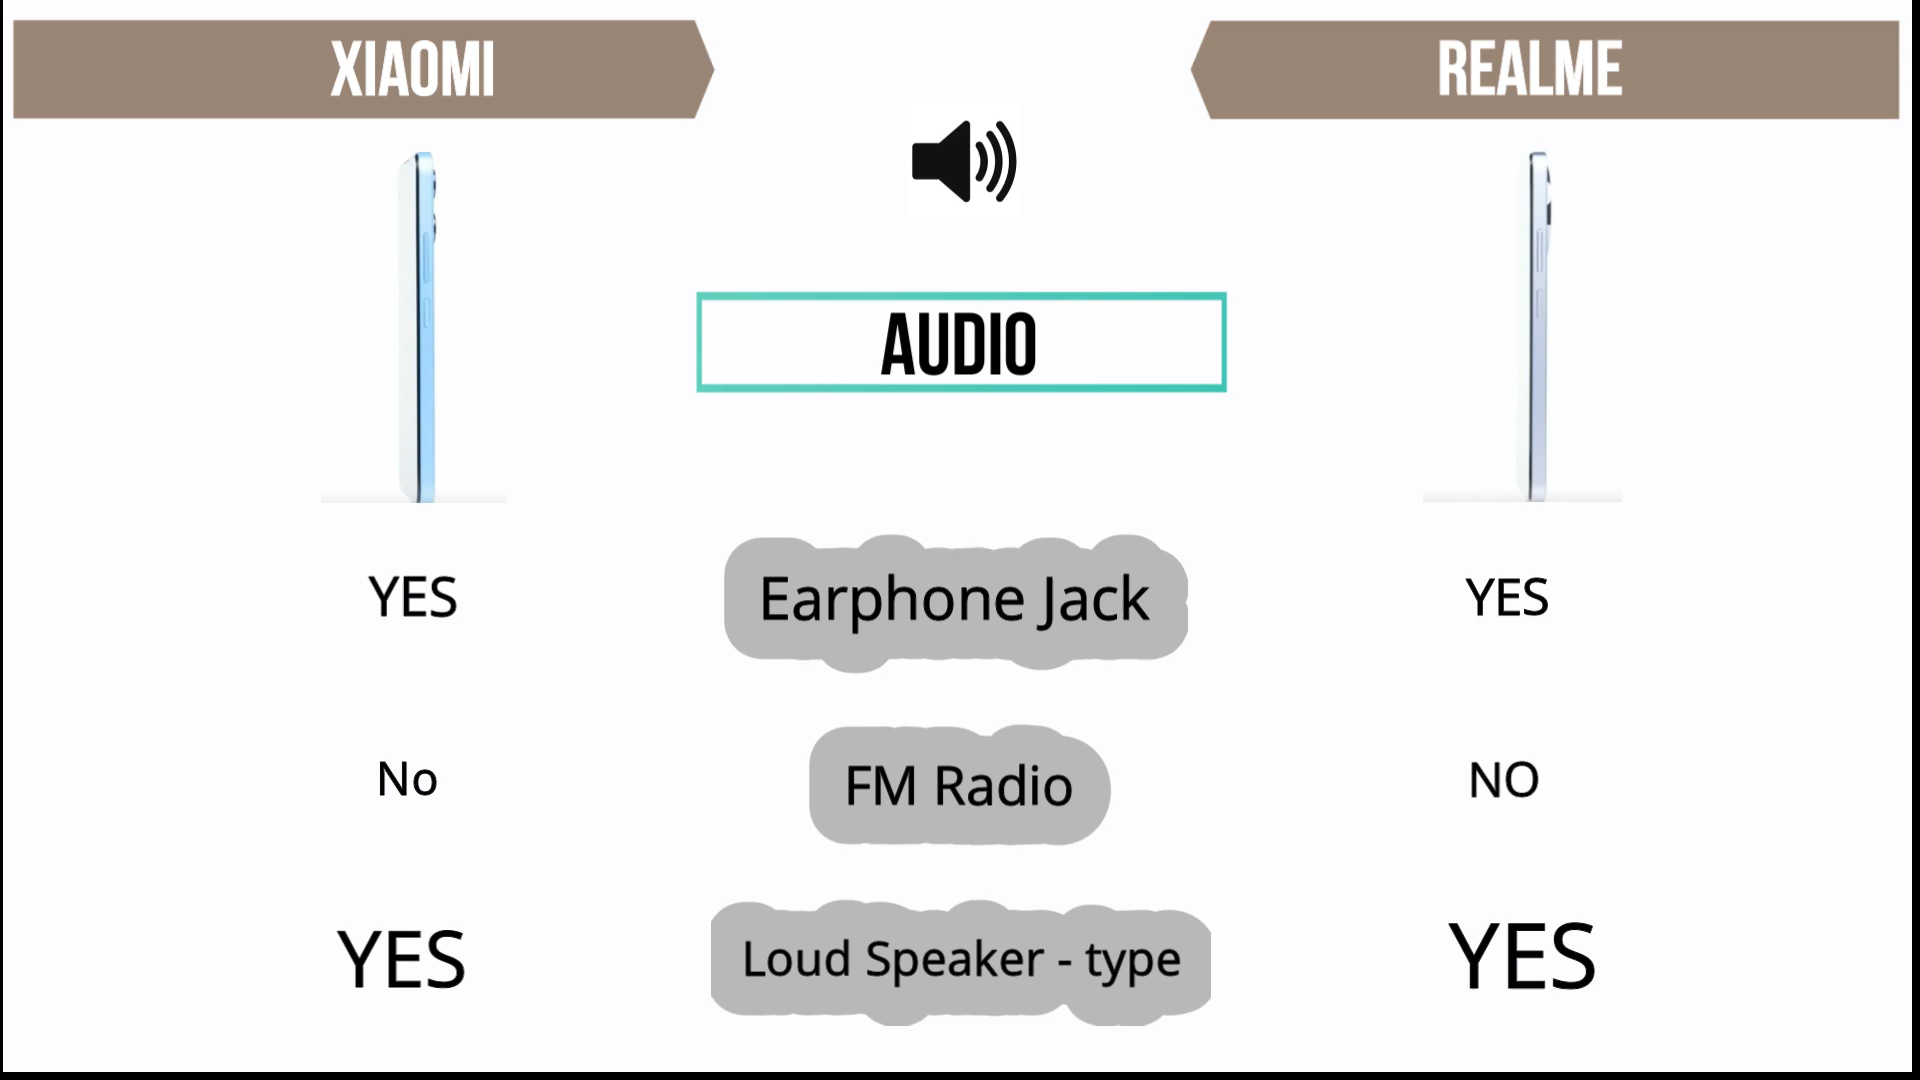 XIAOMI
REALME
AUDIO
YES
Earphone Jack
YES
No
FM Radio
NO
YES
Loud Speaker - type
YES